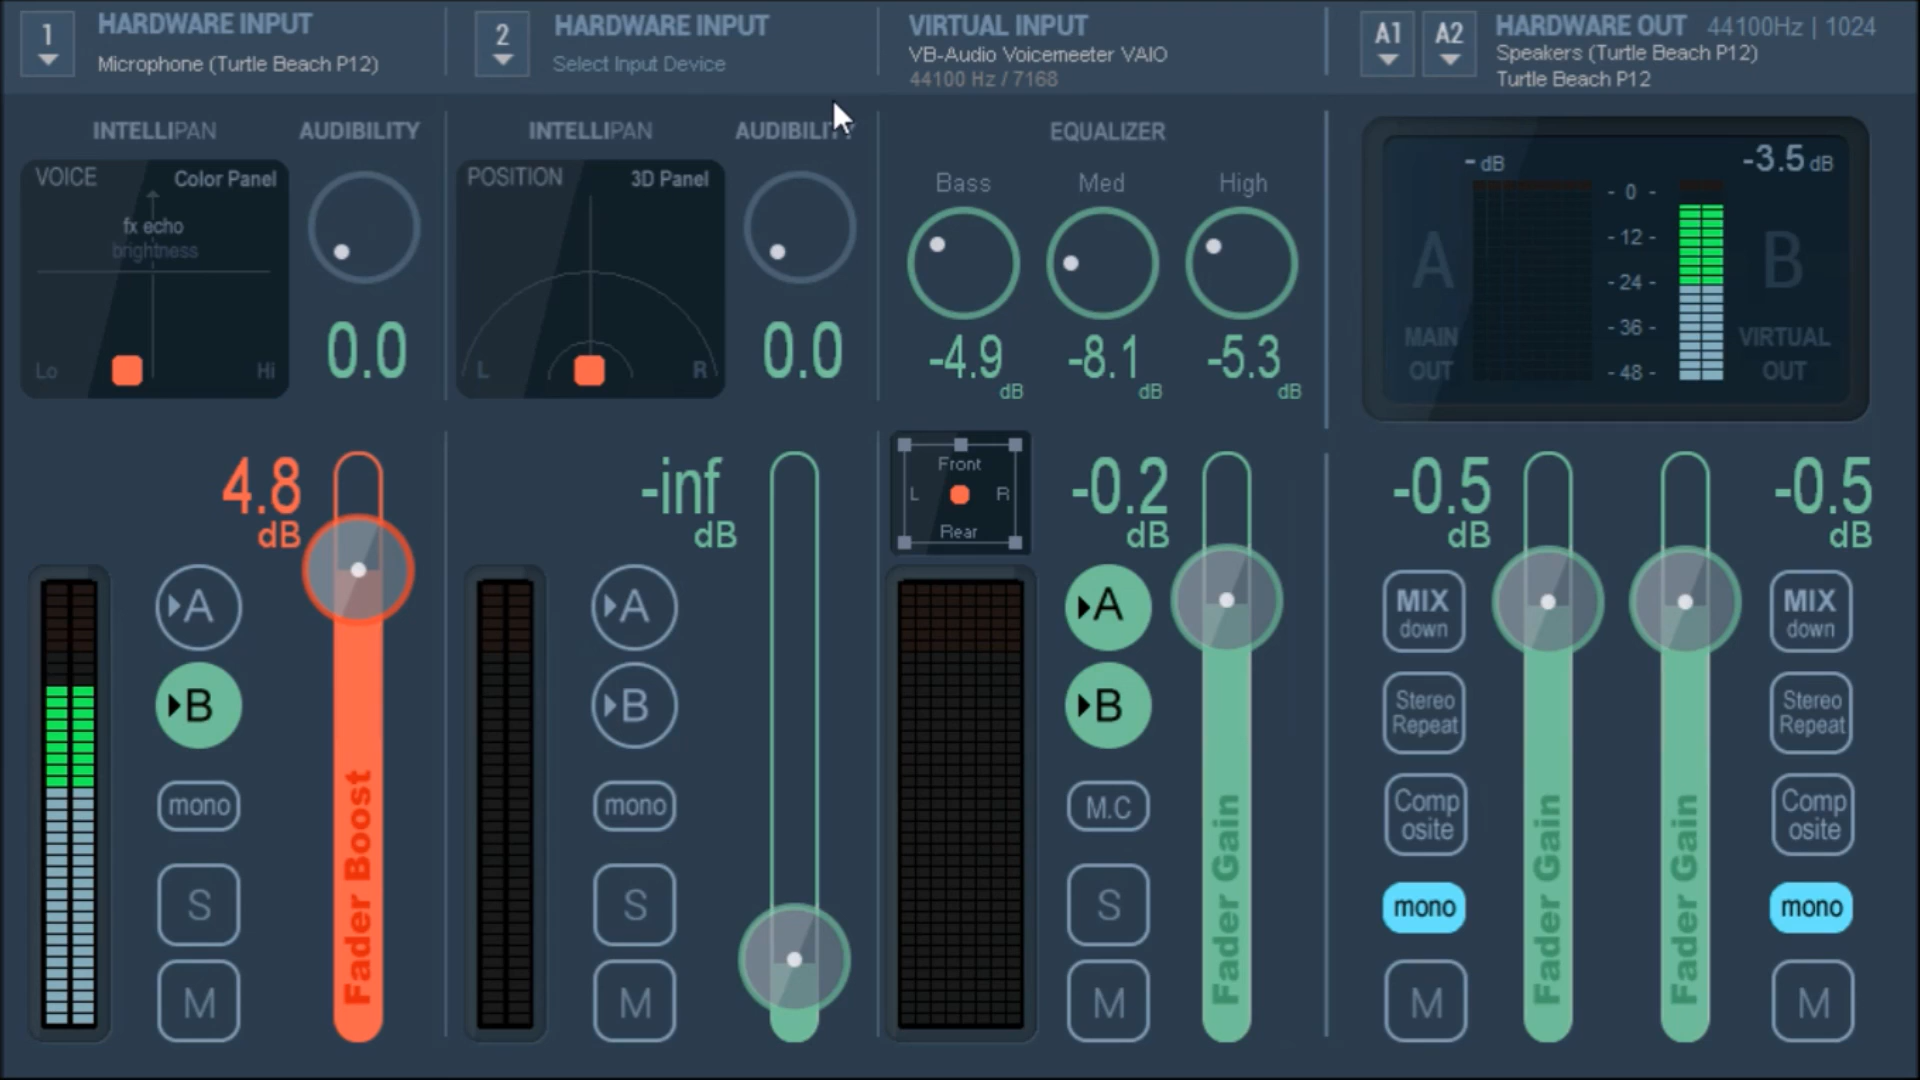 1
HARDWARE INPUT
Microphone (Turtle Beach P12)
2
HARDWARE INPUT
Select Input Device
VIRTUAL INPUT
VB-Audio Voicemeeter VAIO
44100 Hz / 7168
A1
A2
HARDWARE OUT 44100Hz | 1024
Speakers (Turtle Beach P12)
Turtle Beach P12
INTELLIPAN
AUDIBILITY
VOICE
Color Panel
fx echo
brightness
Lo
Hi
0.0
INTELLIPAN
AUDIBILITY
POSITION
3D Panel
L
R
0.0
EQUALIZER
Bass
Med
High
-4.9
dB
-8.1
dB
-5.3
dB
- dB
-3.5 dB
- 0 -
- 12 -
- 24 -
- 36 -
- 48 -
A
MAIN
OUT
B
VIRTUAL
OUT
4.8
dB
A
B
mono
S
M
Fader Boost
-inf
dB
A
B
mono
S
M
Front
L
R
Rear
-0.2
dB
A
B
M.C
S
M
Fader Gain
-0.5
dB
MIX
down
Stereo
Repeat
Comp
osite
mono
M
Fader Gain
Fader Gain
-0.5
dB
MIX
down
Stereo
Repeat
Comp
osite
mono
M